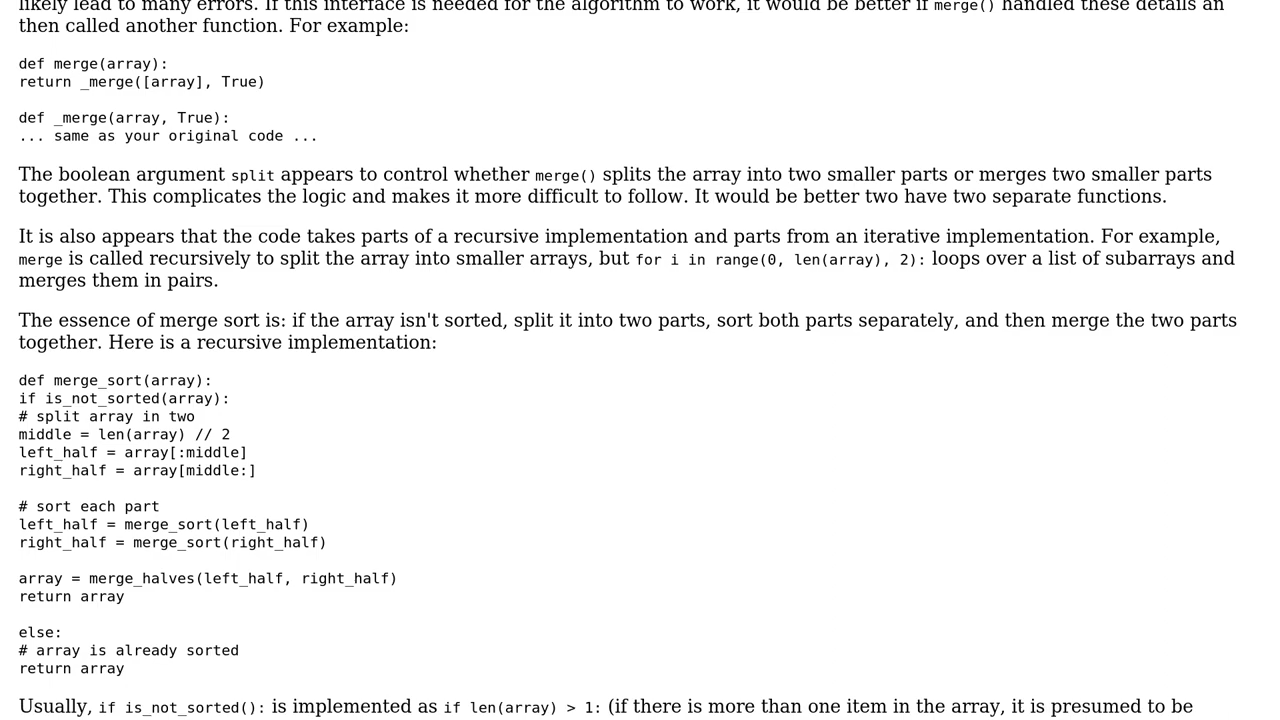 likely lead to many errors. If this interface is needed for the algorithm to work, it would be better if merge() handled these details an
then called another function. For example:
def merge(array):
return _merge([array], True)
def _merge(array, True):
... same as your original code ...
The boolean argument split appears to control whether merge() splits the array into two smaller parts or merges two smaller parts
together. This complicates the logic and makes it more difficult to follow. It would be better two have two separate functions.
It is also appears that the code takes parts of a recursive implementation and parts from an iterative implementation. For example,
merge is called recursively to split the array into smaller arrays, but for i in range(0, len(array), 2): loops over a list of subarrays and
merges them in pairs.
The essence of merge sort is: if the array isn't sorted, split it into two parts, sort both parts separately, and then merge the two parts
together. Here is a recursive implementation:
def merge_sort(array):
if is_not_sorted(array):
# split array in two
middle = len(array) // 2
left_half = array[:middle]
right_half = array[middle:]
# sort each part
left_half = merge_sort(left_half)
right_half = merge_sort(right_half)
array = merge_halves(left_half, right_half)
return array
else:
# array is already sorted
return array
Usually, if is_not_sorted(): is implemented as if len(array) > 1: (if there is more than one item in the array, it is presumed to be